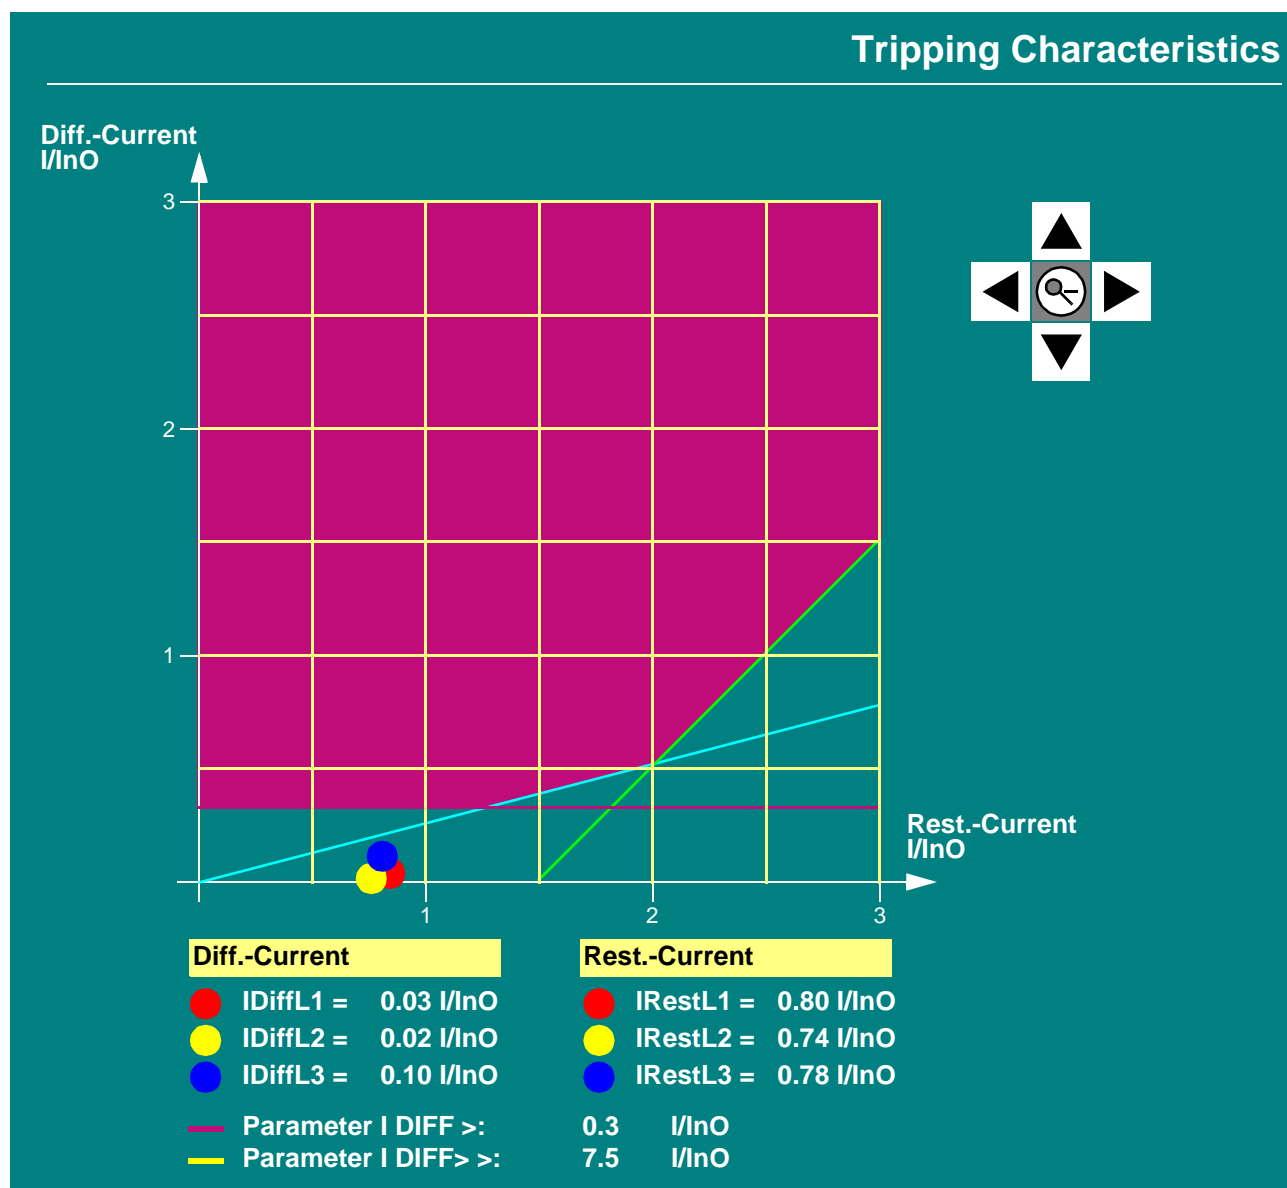 Tripping Characteristics
Diff.-Current
I/InO
3
2
1
Rest.-Current
I/InO
1 2 3
Diff.-Current Rest.-Current
IDiffL1 = 0.03 I/InO IRestL1 = 0.80 I/InO
IDiffL2 = 0.02 I/InO IRestL2 = 0.74 I/InO
IDiffL3 = 0.10 I/InO IRestL3 = 0.78 I/InO
Parameter I DIFF >: 0.3 I/InO
Parameter I DIFF> >: 7.5 I/InO